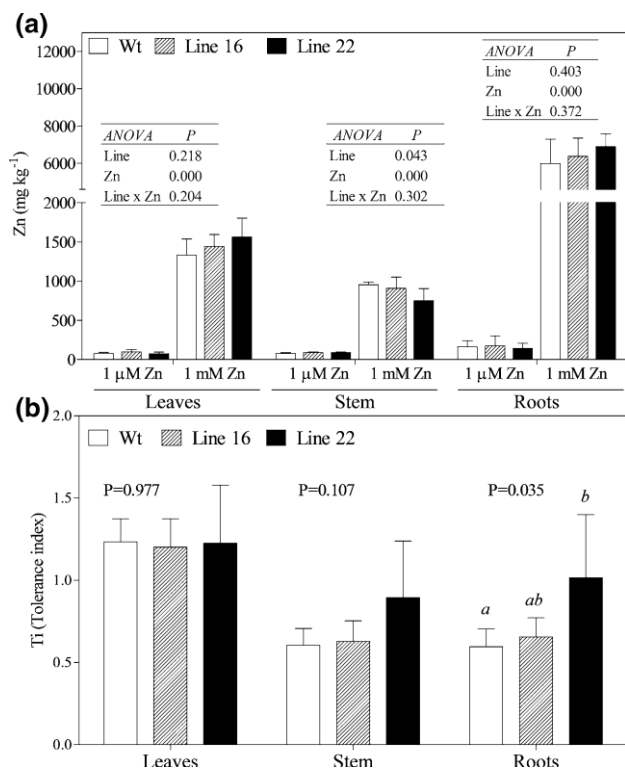 (a)
Wt Line 16 Line 22
12000
10000
8000
6000
4000
2000
1500
1000
500
0
Zn (mg kg-1)
ANOVA P
Line 0.218
Zn 0.000
Line x Zn 0.204
ANOVA P
Line 0.043
Zn 0.000
Line x Zn 0.302
ANOVA P
Line 0.403
Zn 0.000
Line x Zn 0.372
1 μM Zn 1 mM Zn 1 μM Zn 1 mM Zn 1 μM Zn 1 mM Zn
Leaves Stem Roots
(b)
Wt Line 16 Line 22
2.0
1.5
1.0
0.5
0.0
Ti (Tolerance index)
P=0.977 P=0.107 P=0.035
a ab b
Leaves Stem Roots